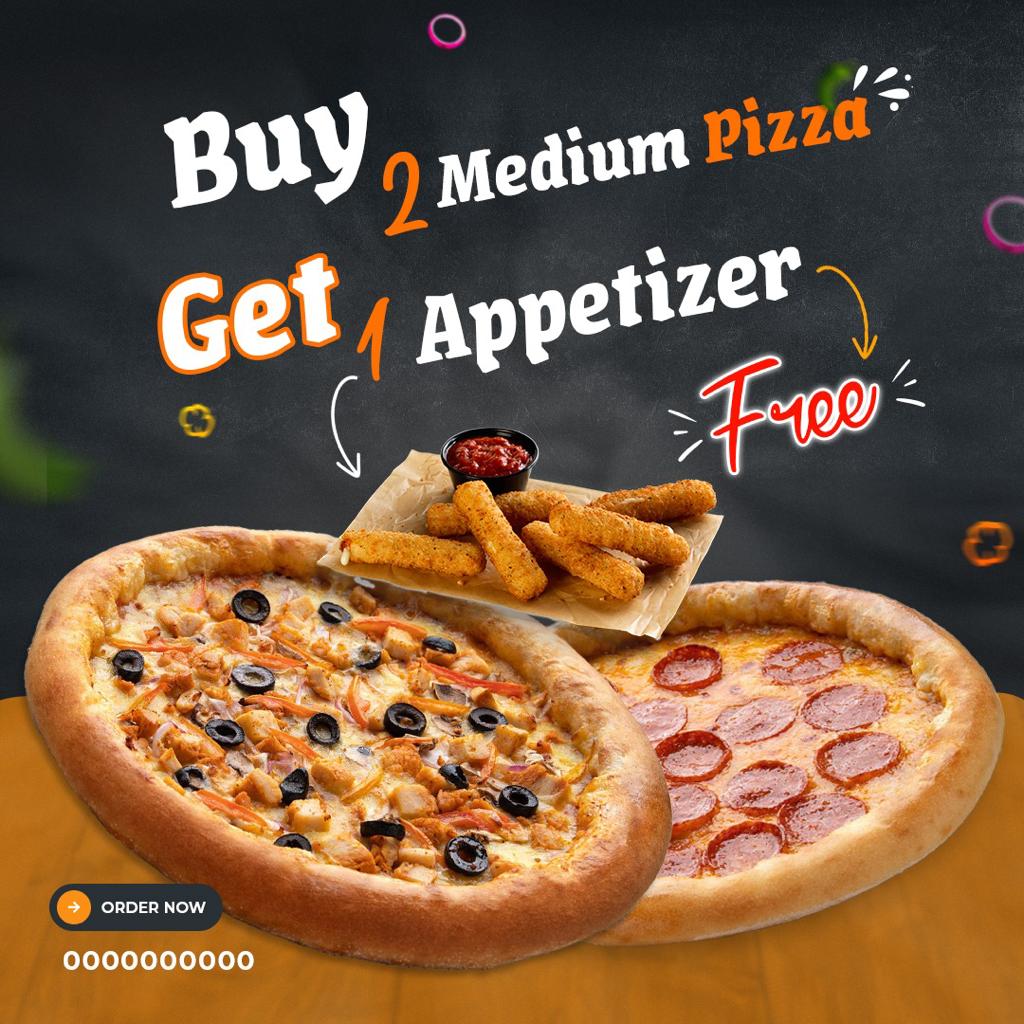 Buy 2 Medium Pizza
Get 1 Appetizer
Free
ORDER NOW
0000000000